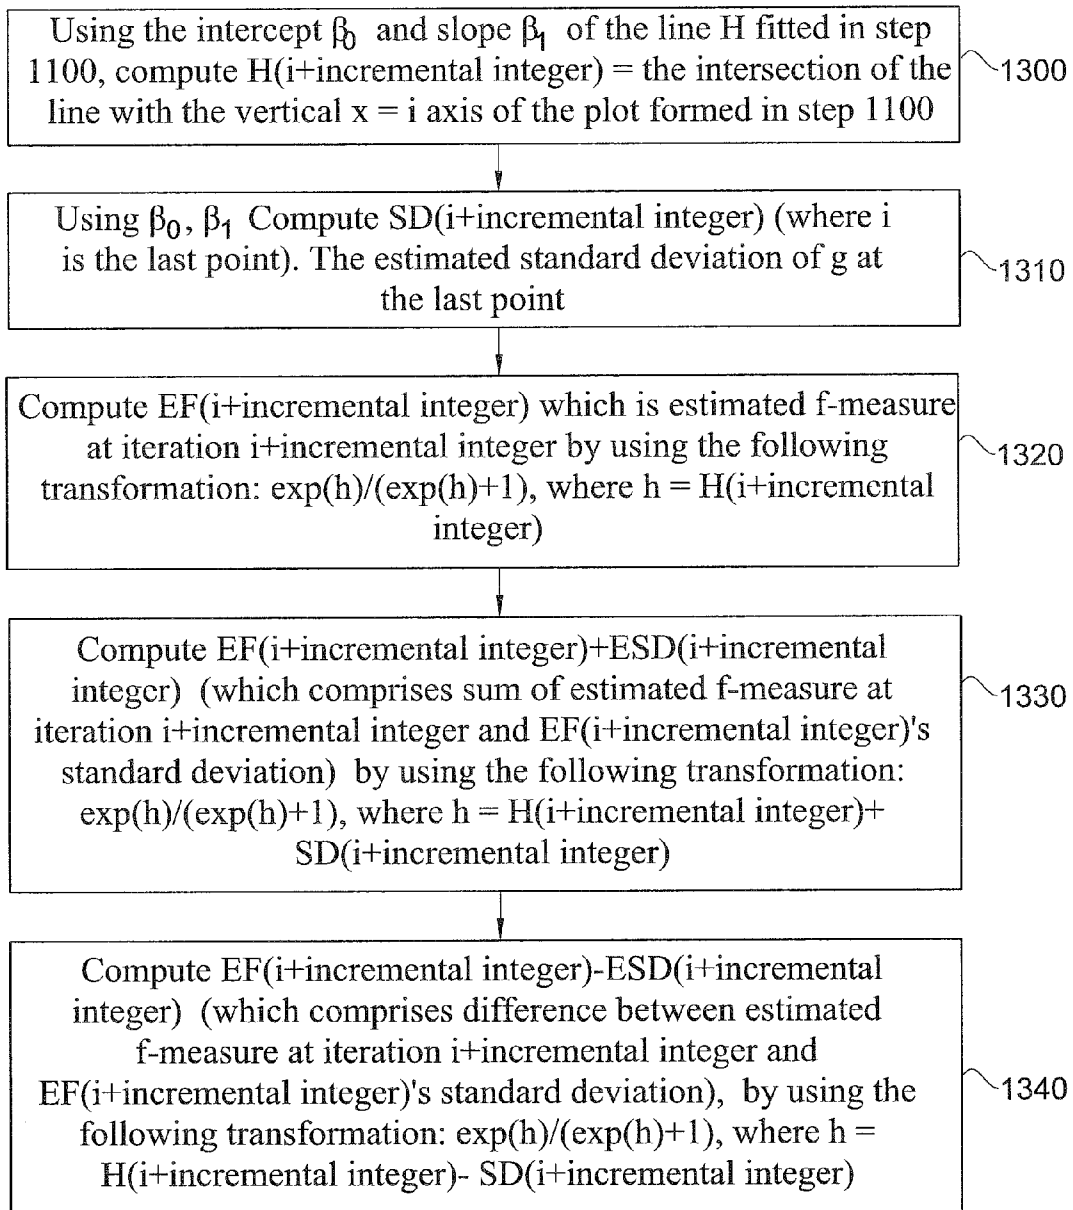 Using the intercept β0 and slope β1 of the line H fitted in step
1100, compute H(i+incremental integer) = the intersection of the
line with the vertical x = i axis of the plot formed in step 1100
1300
Using β0, β1 Compute SD(i+incremental integer) (where i
is the last point). The estimated standard deviation of g at
the last point
1310
Compute EF(i+incremental integer) which is estimated f-measure
at iteration i+incremental integer by using the following
transformation: exp(h)/(exp(h)+1), where h = H(i+incremental
integer)
1320
Compute EF(i+incremental integer)+ESD(i+incremental
integer) (which comprises sum of estimated f-measure at
iteration i+incremental integer and EF(i+incremental integer)'s
standard deviation) by using the following transformation:
exp(h)/(exp(h)+1), where h = H(i+incremental integer)+
SD(i+incremental integer)
1330
Compute EF(i+incremental integer)-ESD(i+incremental
integer) (which comprises difference between estimated
f-measure at iteration i+incremental integer and
EF(i+incremental integer)'s standard deviation), by using the
following transformation: exp(h)/(exp(h)+1), where h =
H(i+incremental integer)- SD(i+incremental integer)
1340